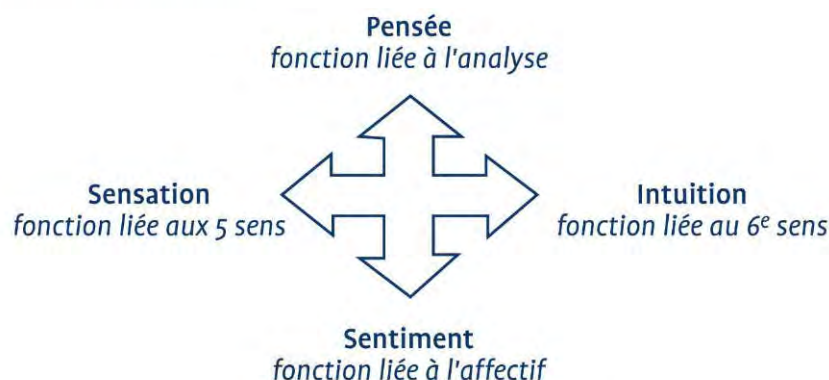 Pensée
fonction liée à l'analyse
Sensation
fonction liée aux 5 sens
Intuition
fonction liée au 6e sens
Sentiment
fonction liée à l'affectif